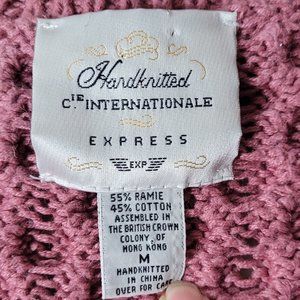 Handknitted
CIE INTERNATIONALE
EXPRESS
EXP
55% RAMIE
45% COTTON
ASSEMBLED IN
THE BRITISH CROWN
COLONY, OF
HONG KONG
M
HANDKNITTED
IN CHINA
OVER FOR CARE